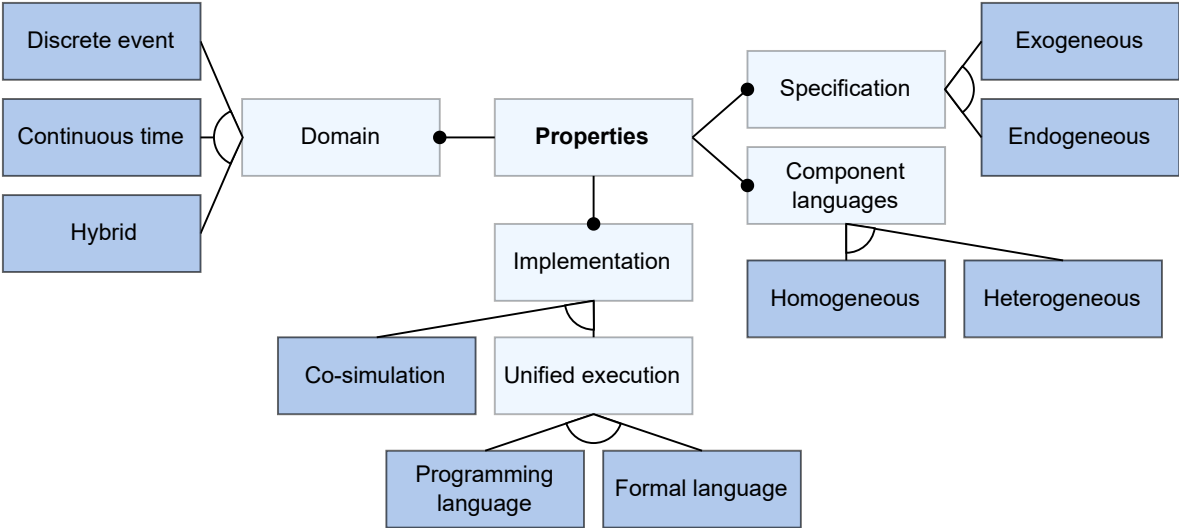 Discrete event
Continuous time
Hybrid
Domain
Properties
Specification
Exogeneous
Endogeneous
Component
languages
Homogeneous
Heterogeneous
Implementation
Co-simulation
Unified execution
Programming
language
Formal language